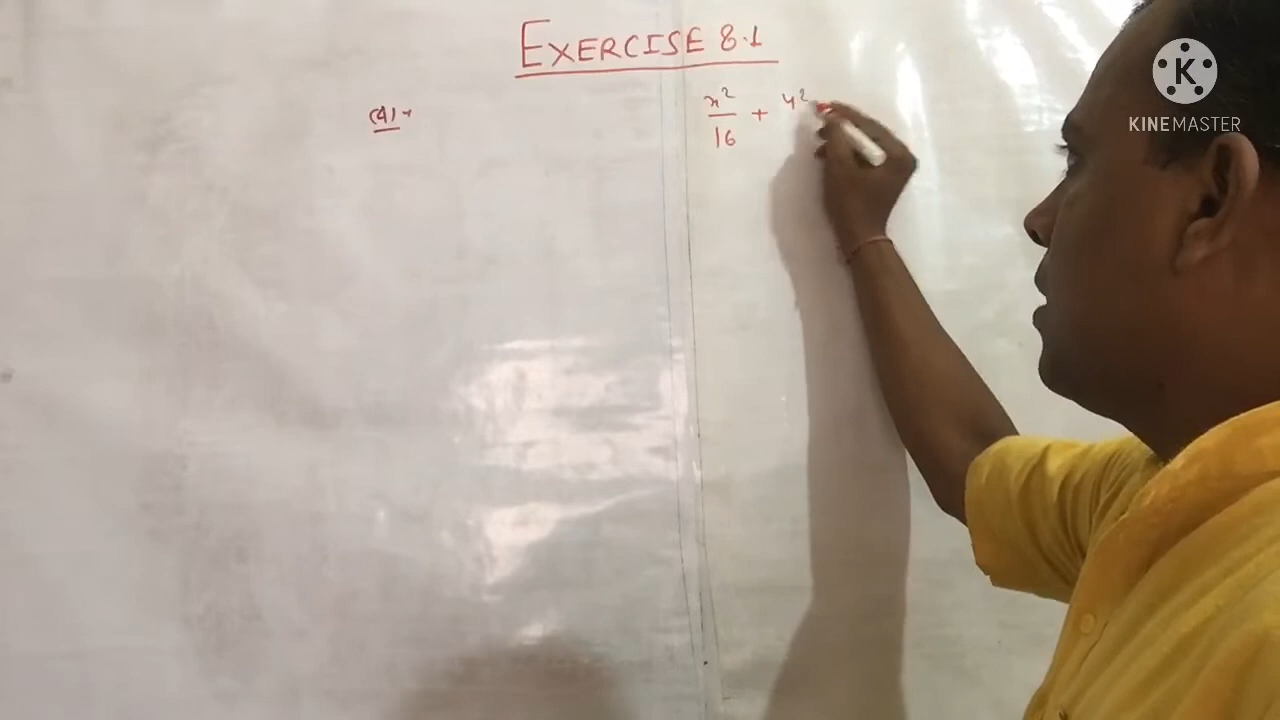 EXERCISE 8.1
(4)→
x²/16 + y²
K
KINEMASTER